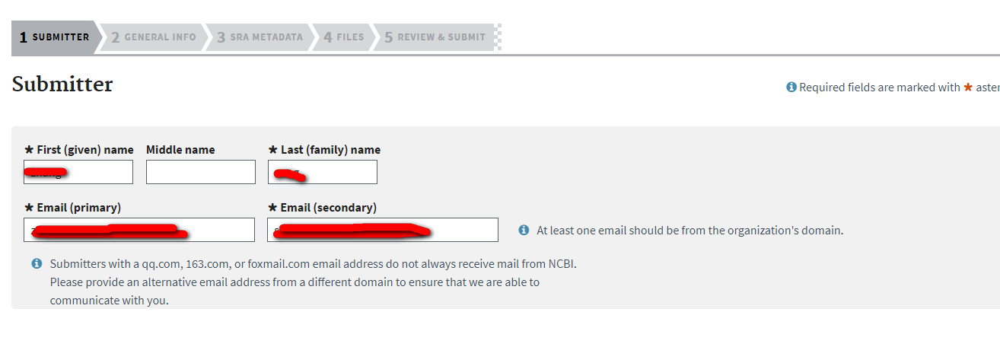 1 SUBMITTER 2 GENERAL INFO 3 SRA METADATA 4 FILES 5 REVIEW & SUBMIT
Submitter
Required fields are marked with * aster
* First (given) name Middle name * Last (family) name
* Email (primary) * Email (secondary)
At least one email should be from the organization's domain.
Submitters with a qq.com, 163.com, or foxmail.com email address do not always receive mail from NCBI.
Please provide an alternative email address from a different domain to ensure that we are able to
communicate with you.